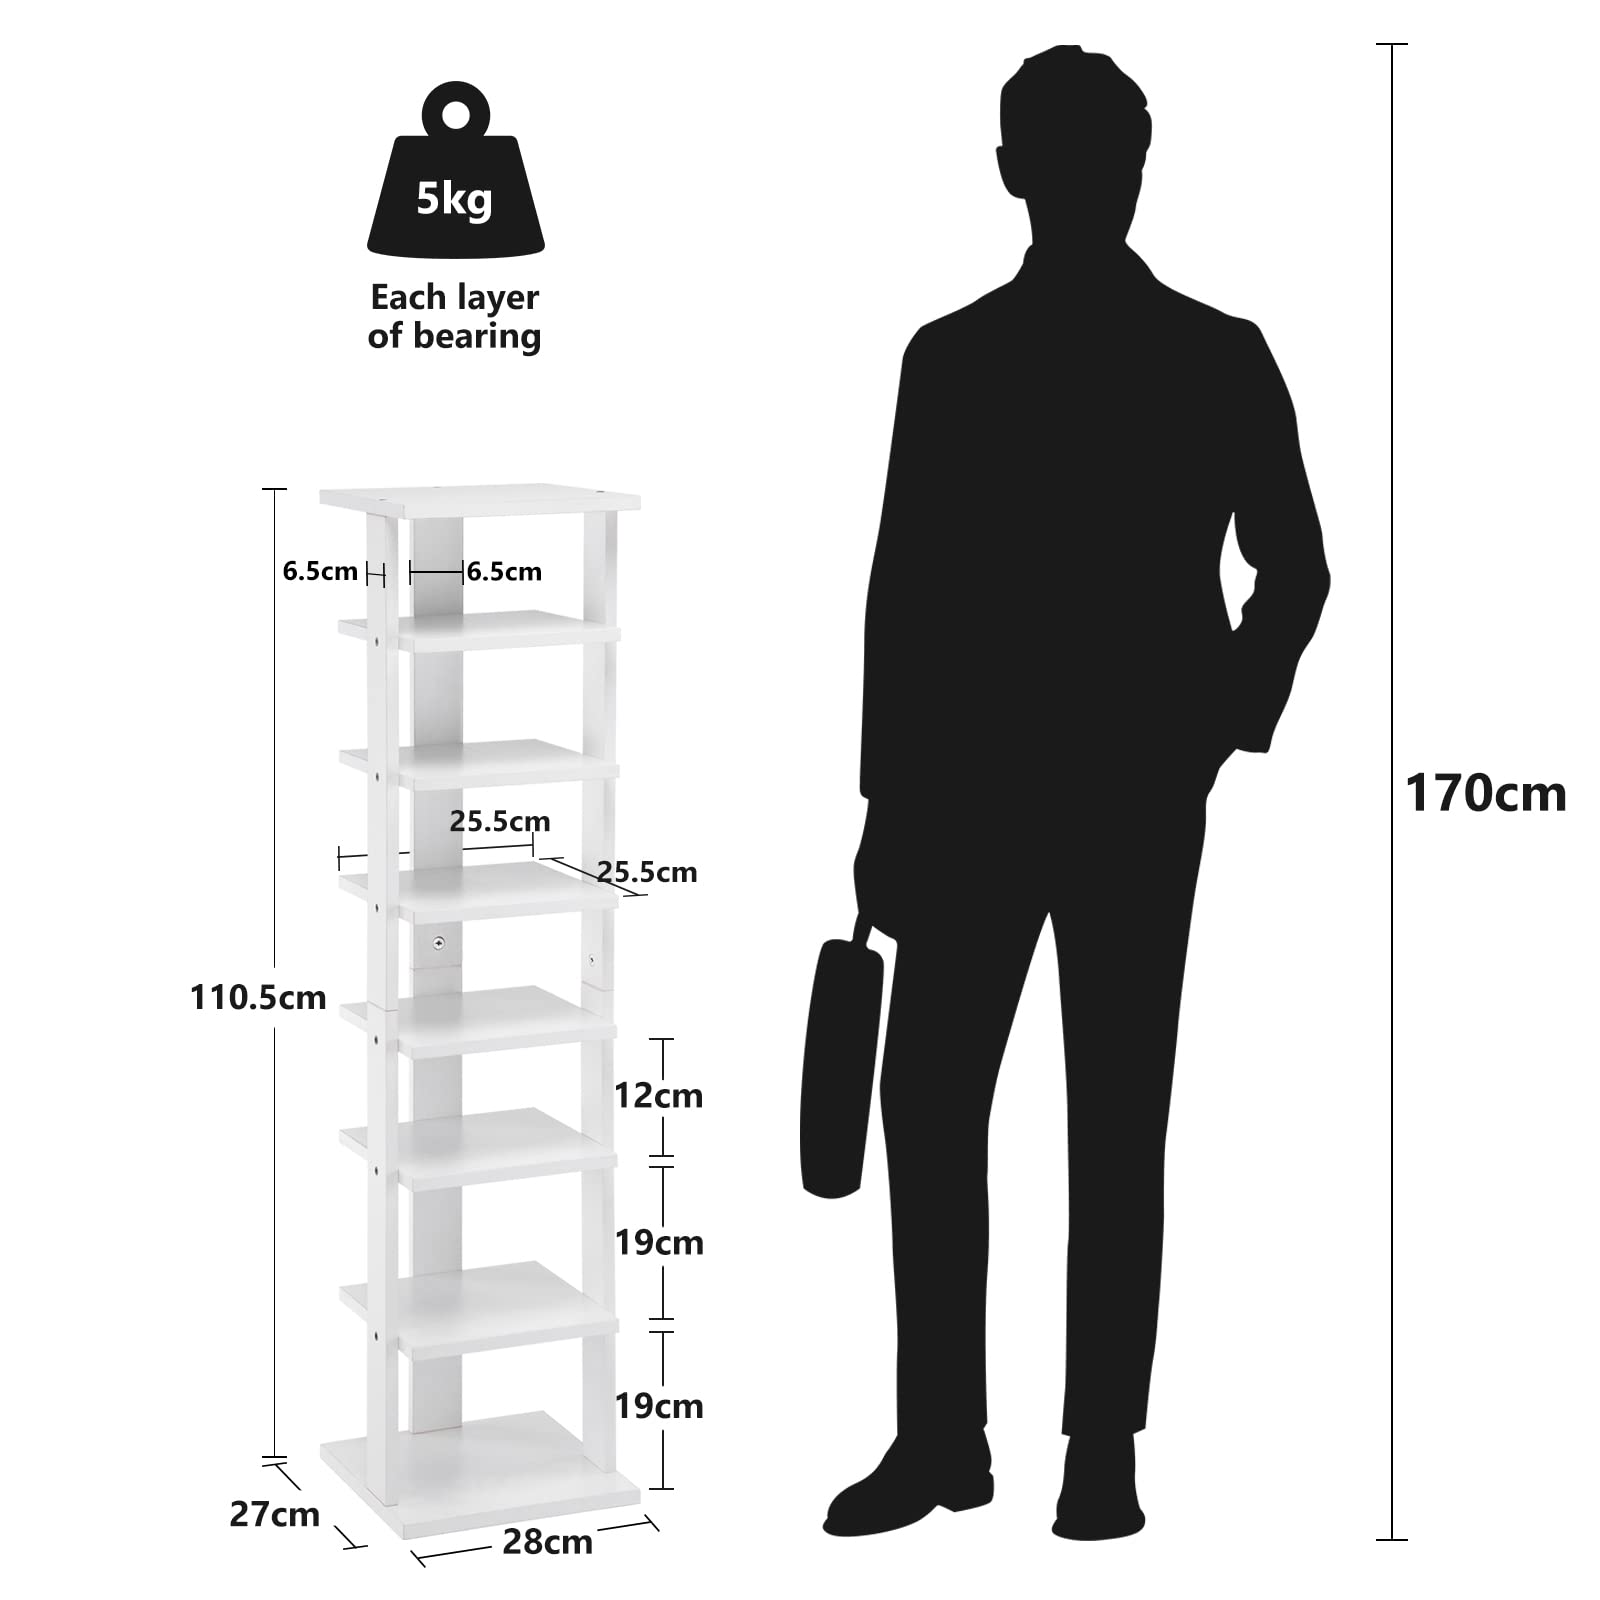 5kg
Each layer
of bearing
6.5cm
6.5cm
25.5cm
25.5cm
110.5cm
12cm
19cm
19cm
27cm
28cm
170cm